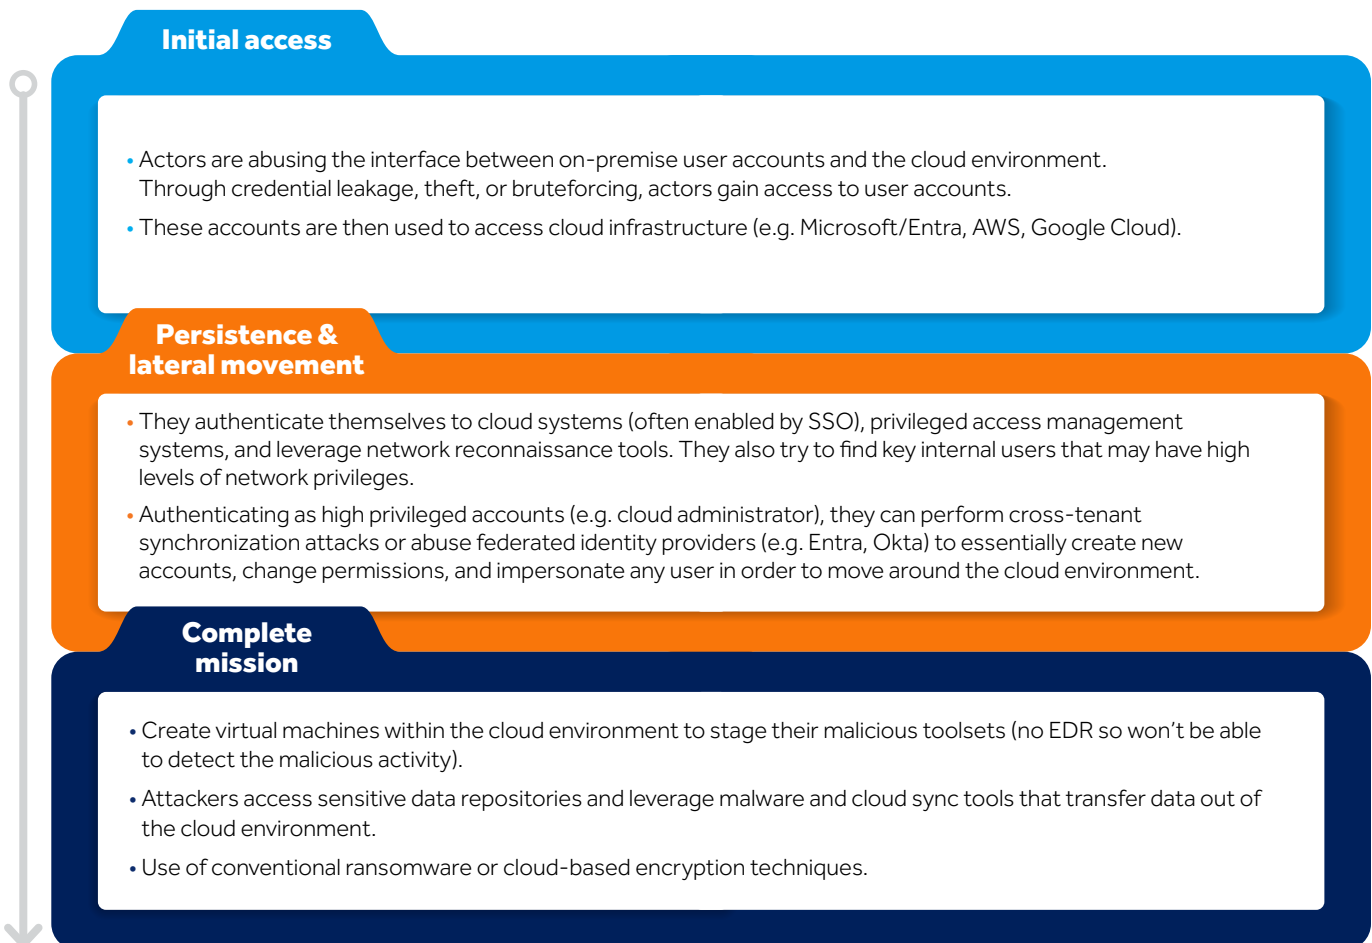 Initial access
• Actors are abusing the interface between on-premise user accounts and the cloud environment.
Through credential leakage, theft, or bruteforcing, actors gain access to user accounts.
• These accounts are then used to access cloud infrastructure (e.g. Microsoft/Entra, AWS, Google Cloud).
Persistence &
lateral movement
• They authenticate themselves to cloud systems (often enabled by SSO), privileged access management
systems, and leverage network reconnaissance tools. They also try to find key internal users that may have high
levels of network privileges.
• Authenticating as high privileged accounts (e.g. cloud administrator), they can perform cross-tenant
synchronization attacks or abuse federated identity providers (e.g. Entra, Okta) to essentially create new
accounts, change permissions, and impersonate any user in order to move around the cloud environment.
Complete
mission
• Create virtual machines within the cloud environment to stage their malicious toolsets (no EDR so won't be able
to detect the malicious activity).
• Attackers access sensitive data repositories and leverage malware and cloud sync tools that transfer data out of
the cloud environment.
• Use of conventional ransomware or cloud-based encryption techniques.